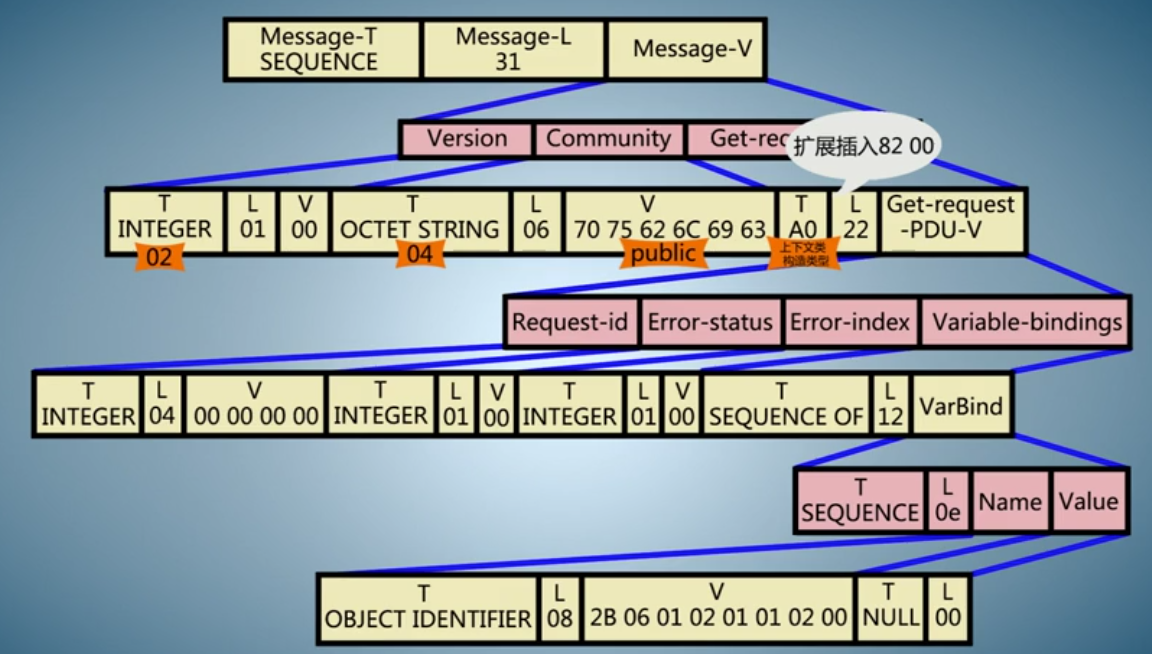 Message-T
SEQUENCE
Message-L
31
Message-V
Version
Community
Get-req
扩展插入82 00
T
INTEGER
L
01
V
00
T
OCTET STRING
L
06
V
70 75 62 6C 69 63
T
A0
L
22
Get-request
-PDU-V
02
04
public
上下文类
构造类型
Request-id
Error-status
Error-index
Variable-bindings
T
INTEGER
L
04
V
00 00 00 00
T
INTEGER
L
01
V
00
T
INTEGER
L
01
V
00
T
SEQUENCE OF
L
12
VarBind
T
SEQUENCE
L
0e
Name
Value
T
OBJECT IDENTIFIER
L
08
V
2B 06 01 02 01 01 02 00
T
NULL
L
00